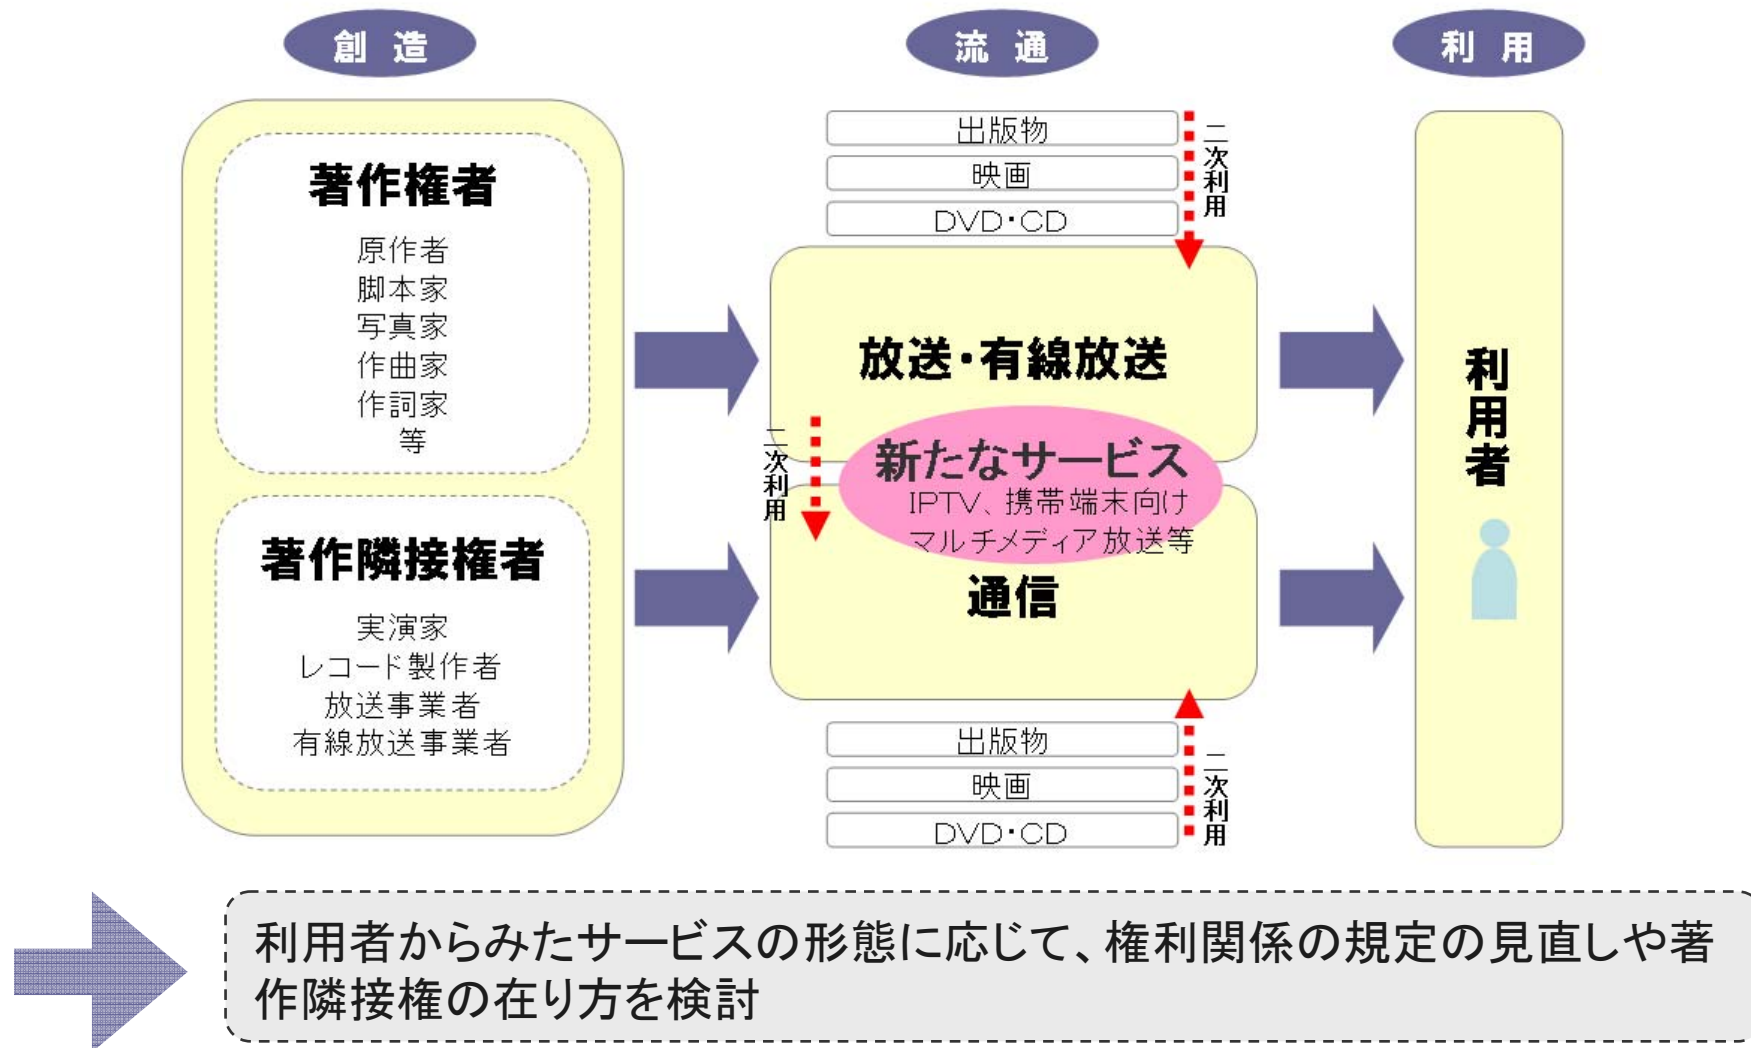 創 造
流 通
利 用
著作権者
原作者
脚本家
写真家
作曲家
作詞家
等
著作隣接権者
実演家
レコード製作者
放送事業者
有線放送事業者
出版物
映画
DVD・CD
二次利用
放送・有線放送
二次利用
新たなサービス
IPTV、携帯端末向け
マルチメディア放送等
通信
出版物
映画
DVD・CD
二次利用
利用者
利用者からみたサービスの形態に応じて、権利関係の規定の見直しや著
作隣接権の在り方を検討